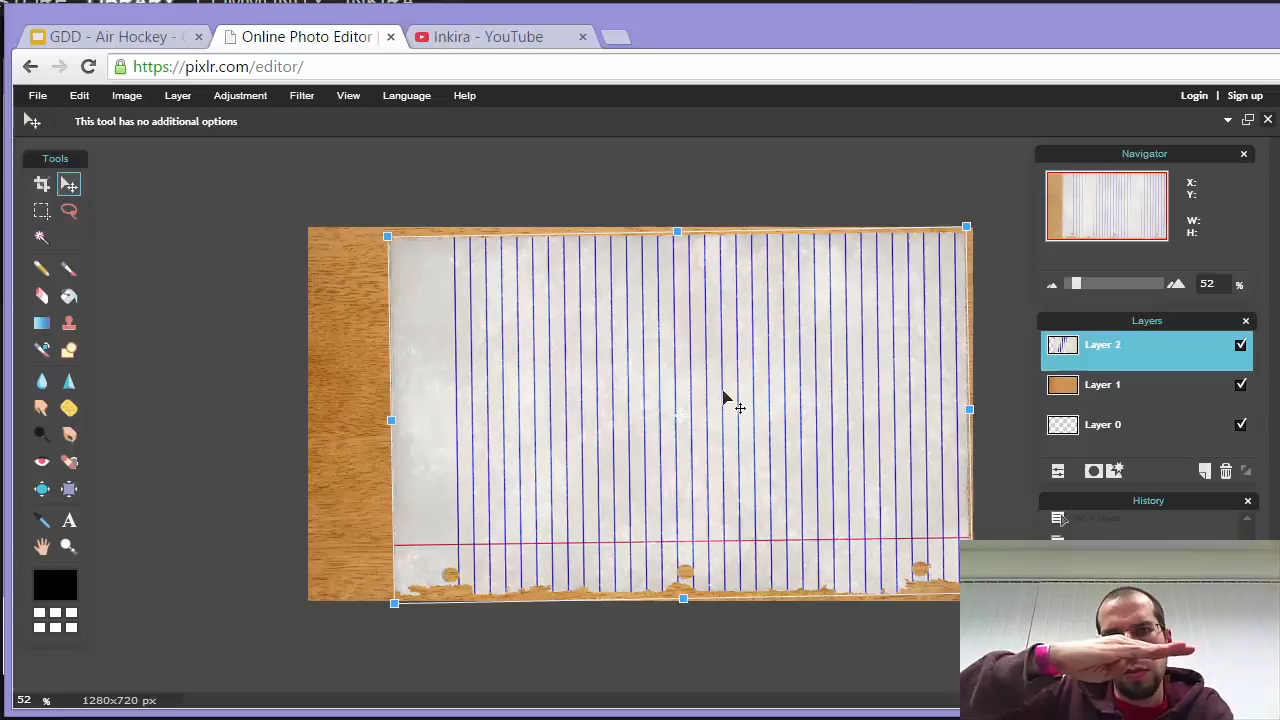 GDD - Air Hockey -
Online Photo Editor
Inkira - YouTube
https://pixlr.com/editor/
File Edit Image Layer Adjustment Filter View Language Help
Login | Sign up
This tool has no additional options
Tools
Navigator
X:
Y:
W:
H:
52 %
Layers
Layer 2
Layer 1
Layer 0
History
52 % 1280x720 px